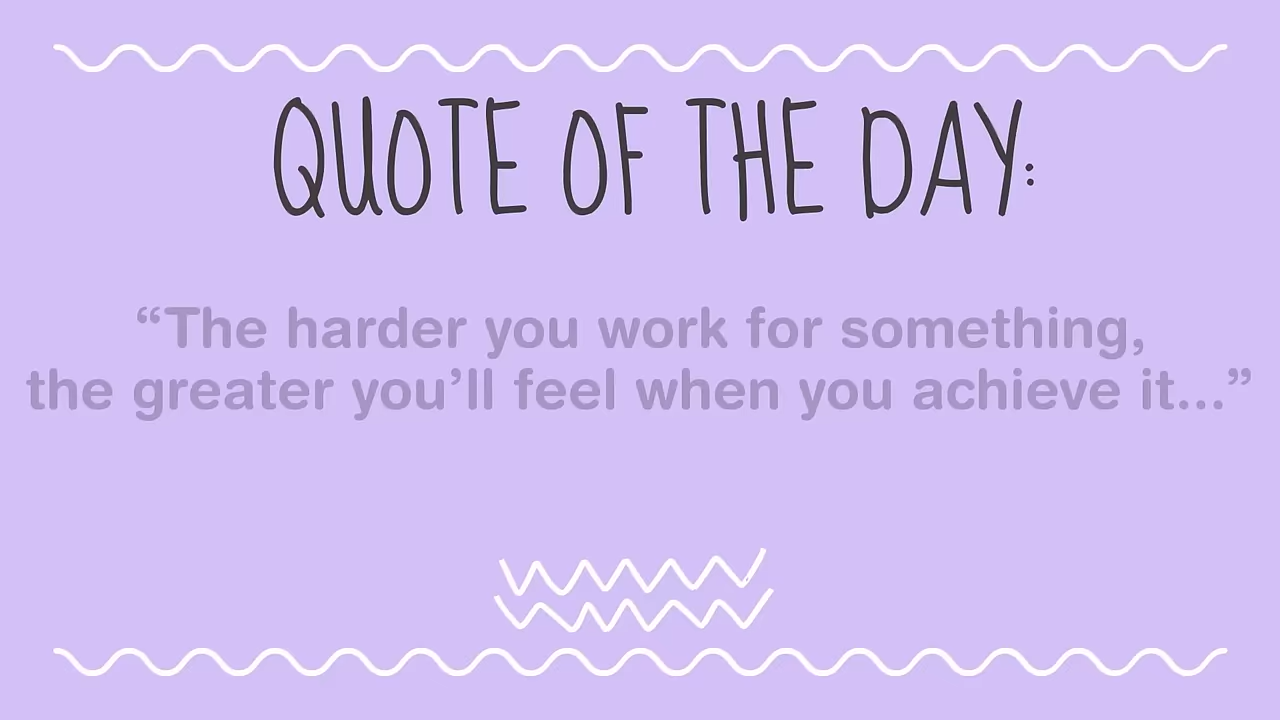 QUOTE OF THE DAY:
“The harder you work for something,
the greater you’ll feel when you achieve it...”